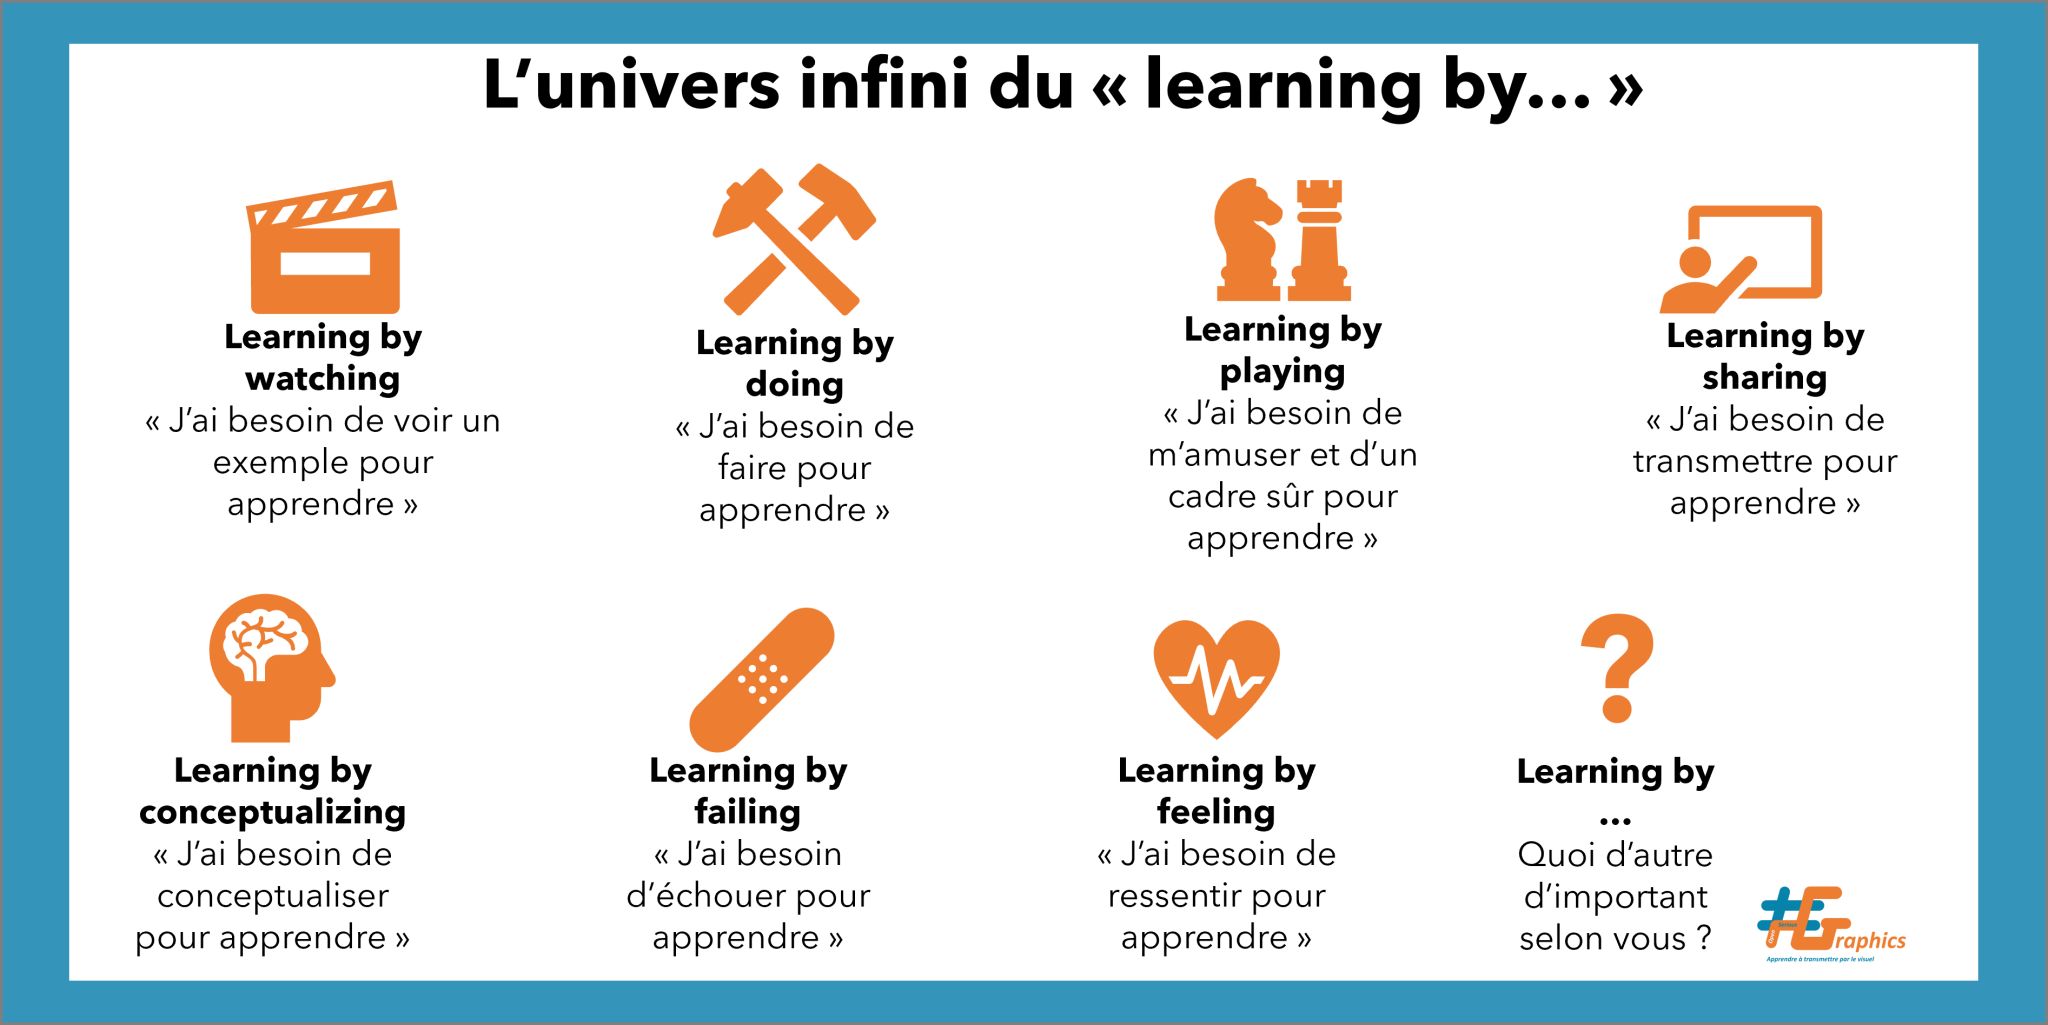 L’univers infini du « learning by… »
Learning by
watching
« J’ai besoin de voir un
exemple pour
apprendre »
Learning by
doing
« J’ai besoin de
faire pour
apprendre »
Learning by
playing
« J’ai besoin de
m’amuser et d’un
cadre sûr pour
apprendre »
Learning by
sharing
« J’ai besoin de
transmettre pour
apprendre »
Learning by
conceptualizing
« J’ai besoin de
conceptualiser
pour apprendre »
Learning by
failing
« J’ai besoin
d’échouer pour
apprendre »
Learning by
feeling
« J’ai besoin de
ressentir pour
apprendre »
Learning by
…
Quoi d’autre
d’important
selon vous ?
Open
Serious
Graphics
Apprendre à transmettre par le visuel